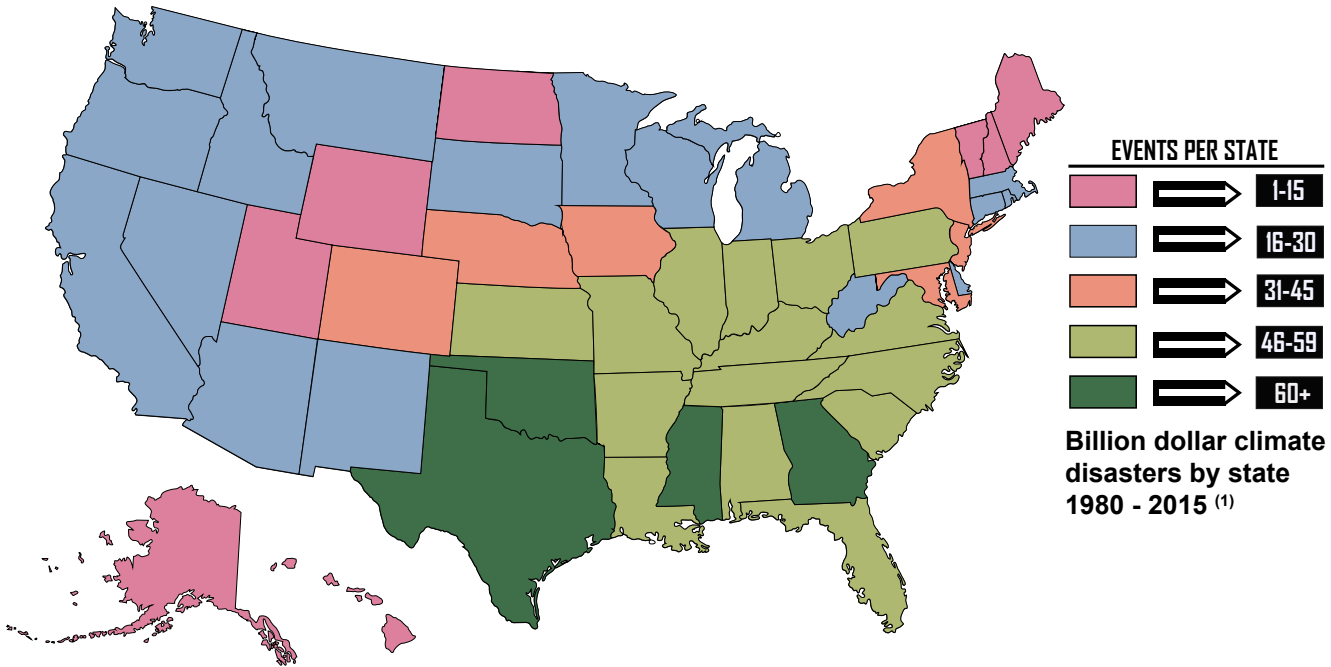 EVENTS PER STATE
1-15
16-30
31-45
46-59
60+
Billion dollar climate
disasters by state
1980 - 2015 (1)